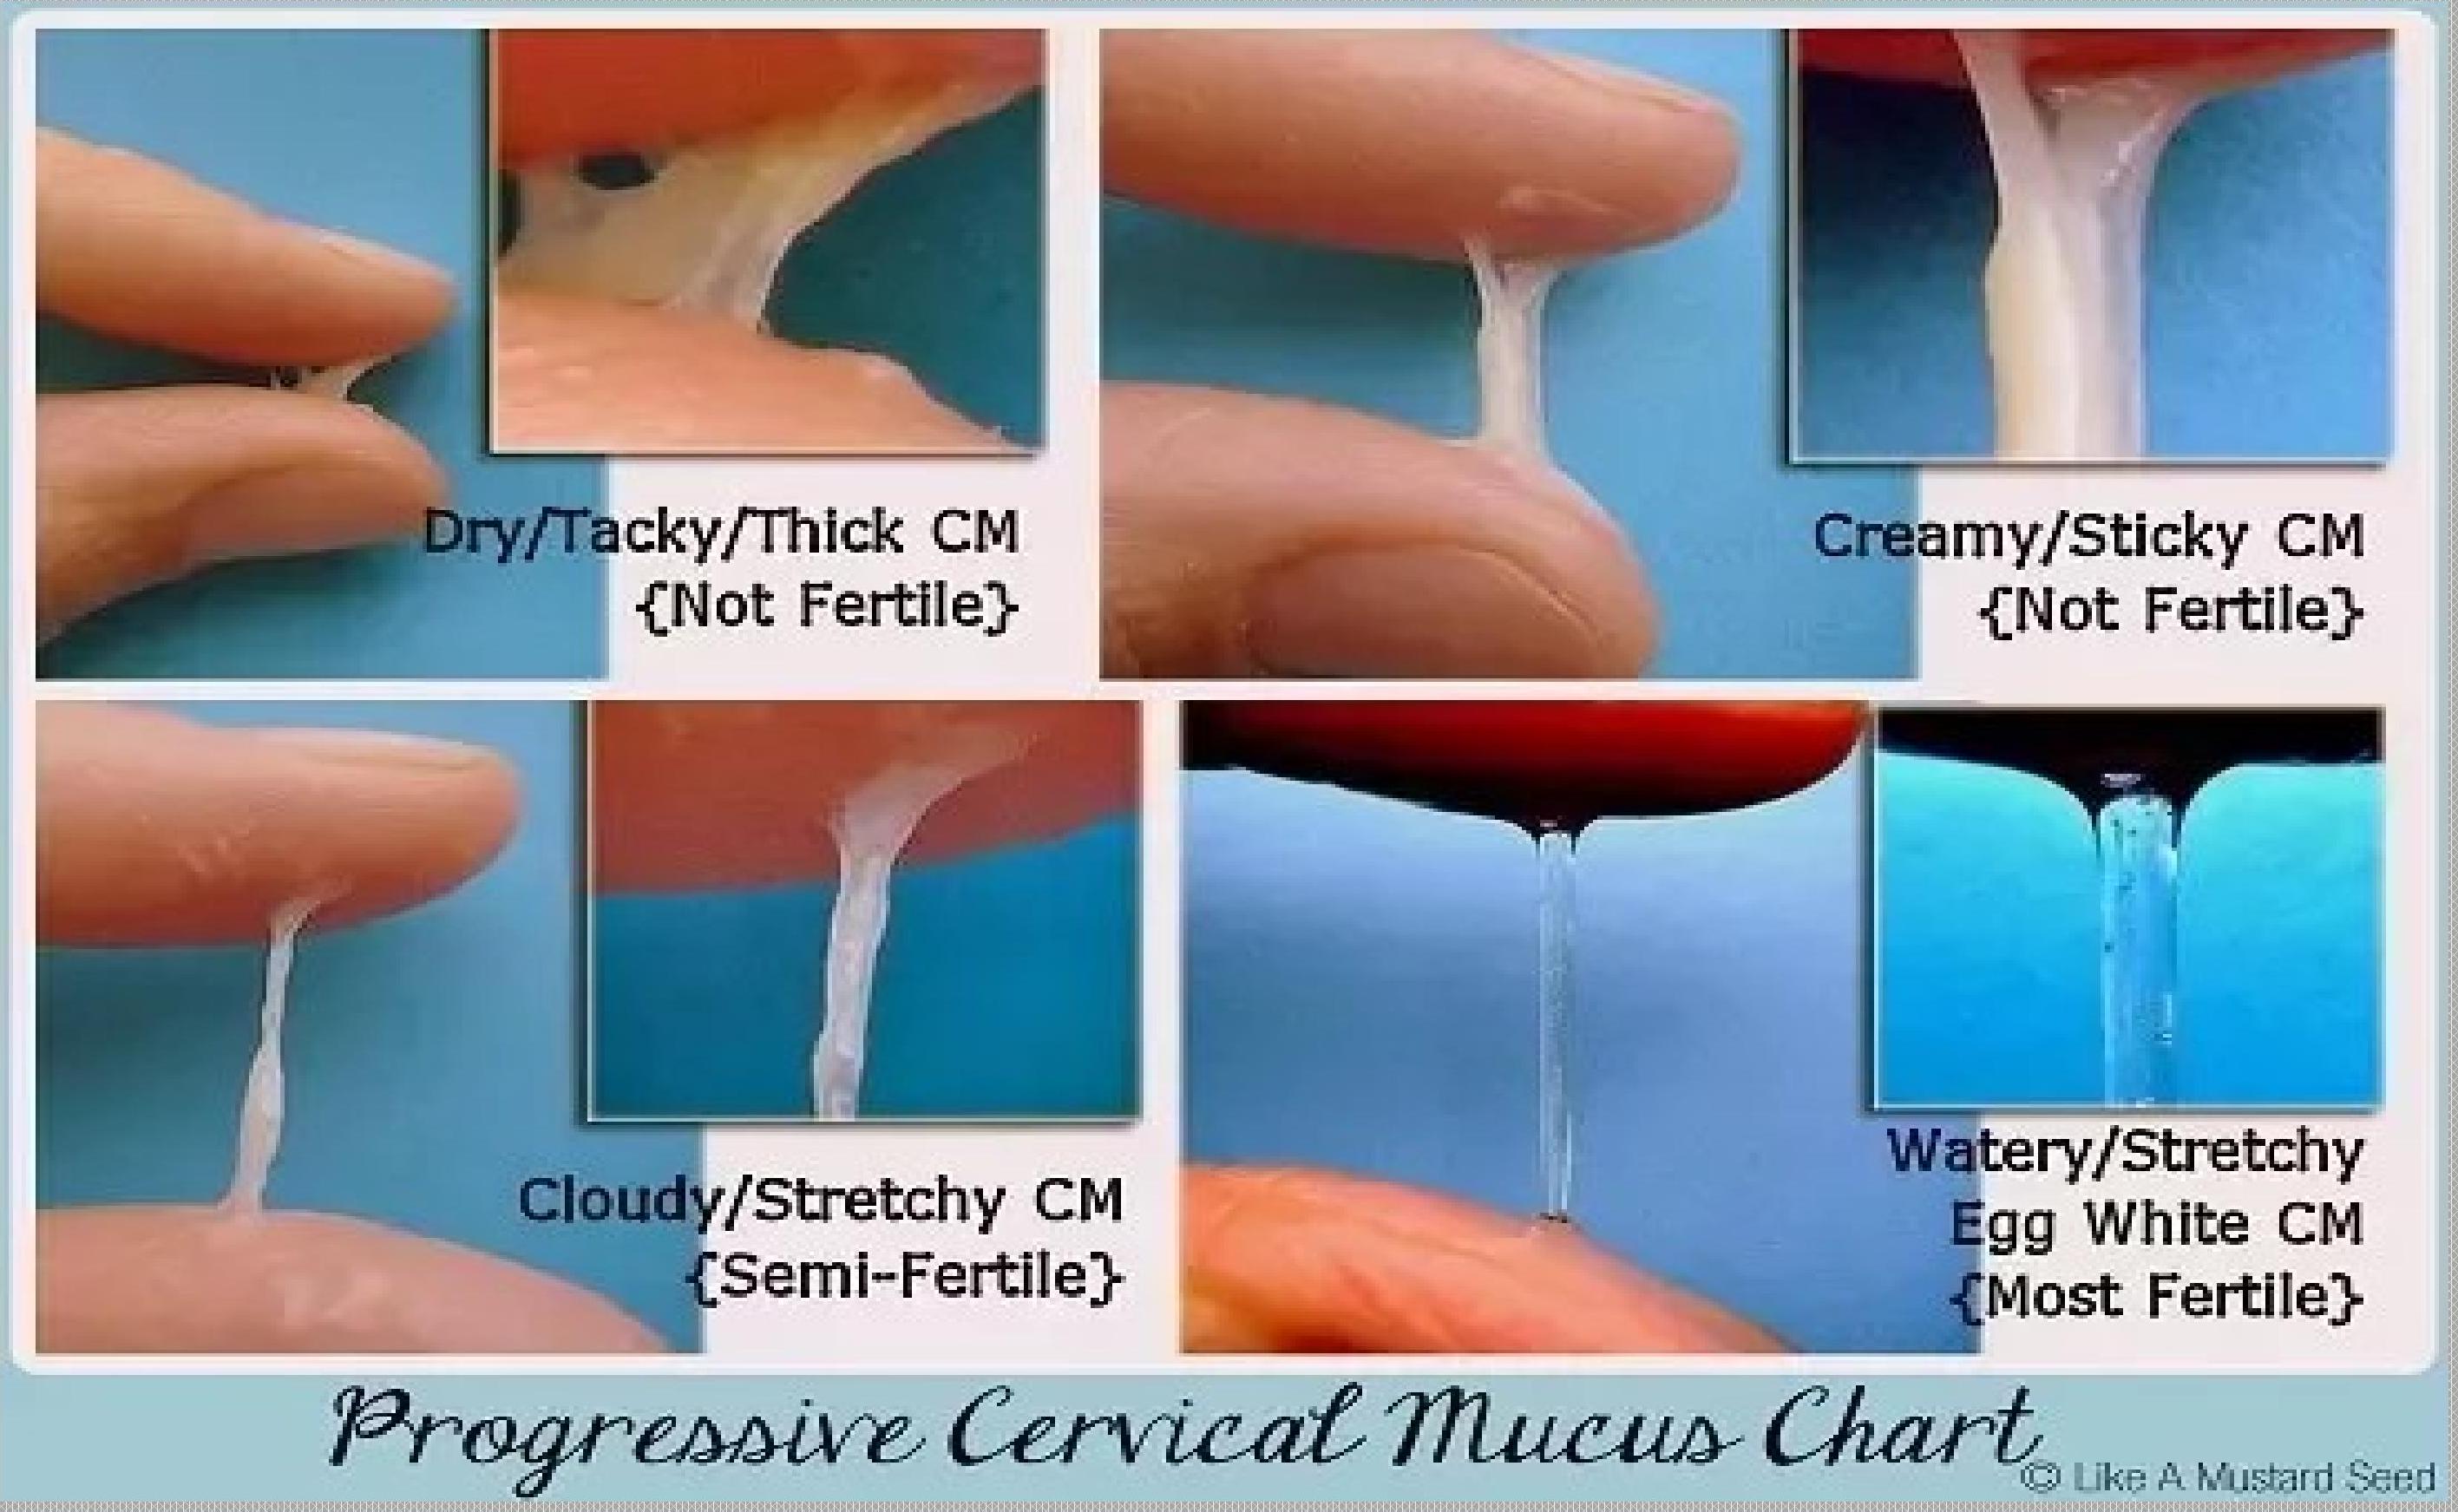 Dry/Tacky/Thick CM
{Not Fertile}
Creamy/Sticky CM
{Not Fertile}
Cloudy/Stretchy CM
{Semi-Fertile}
Watery/Stretchy
Egg White CM
{Most Fertile}
Progressive Cervical Mucus Chart
© Like A Mustard Seed